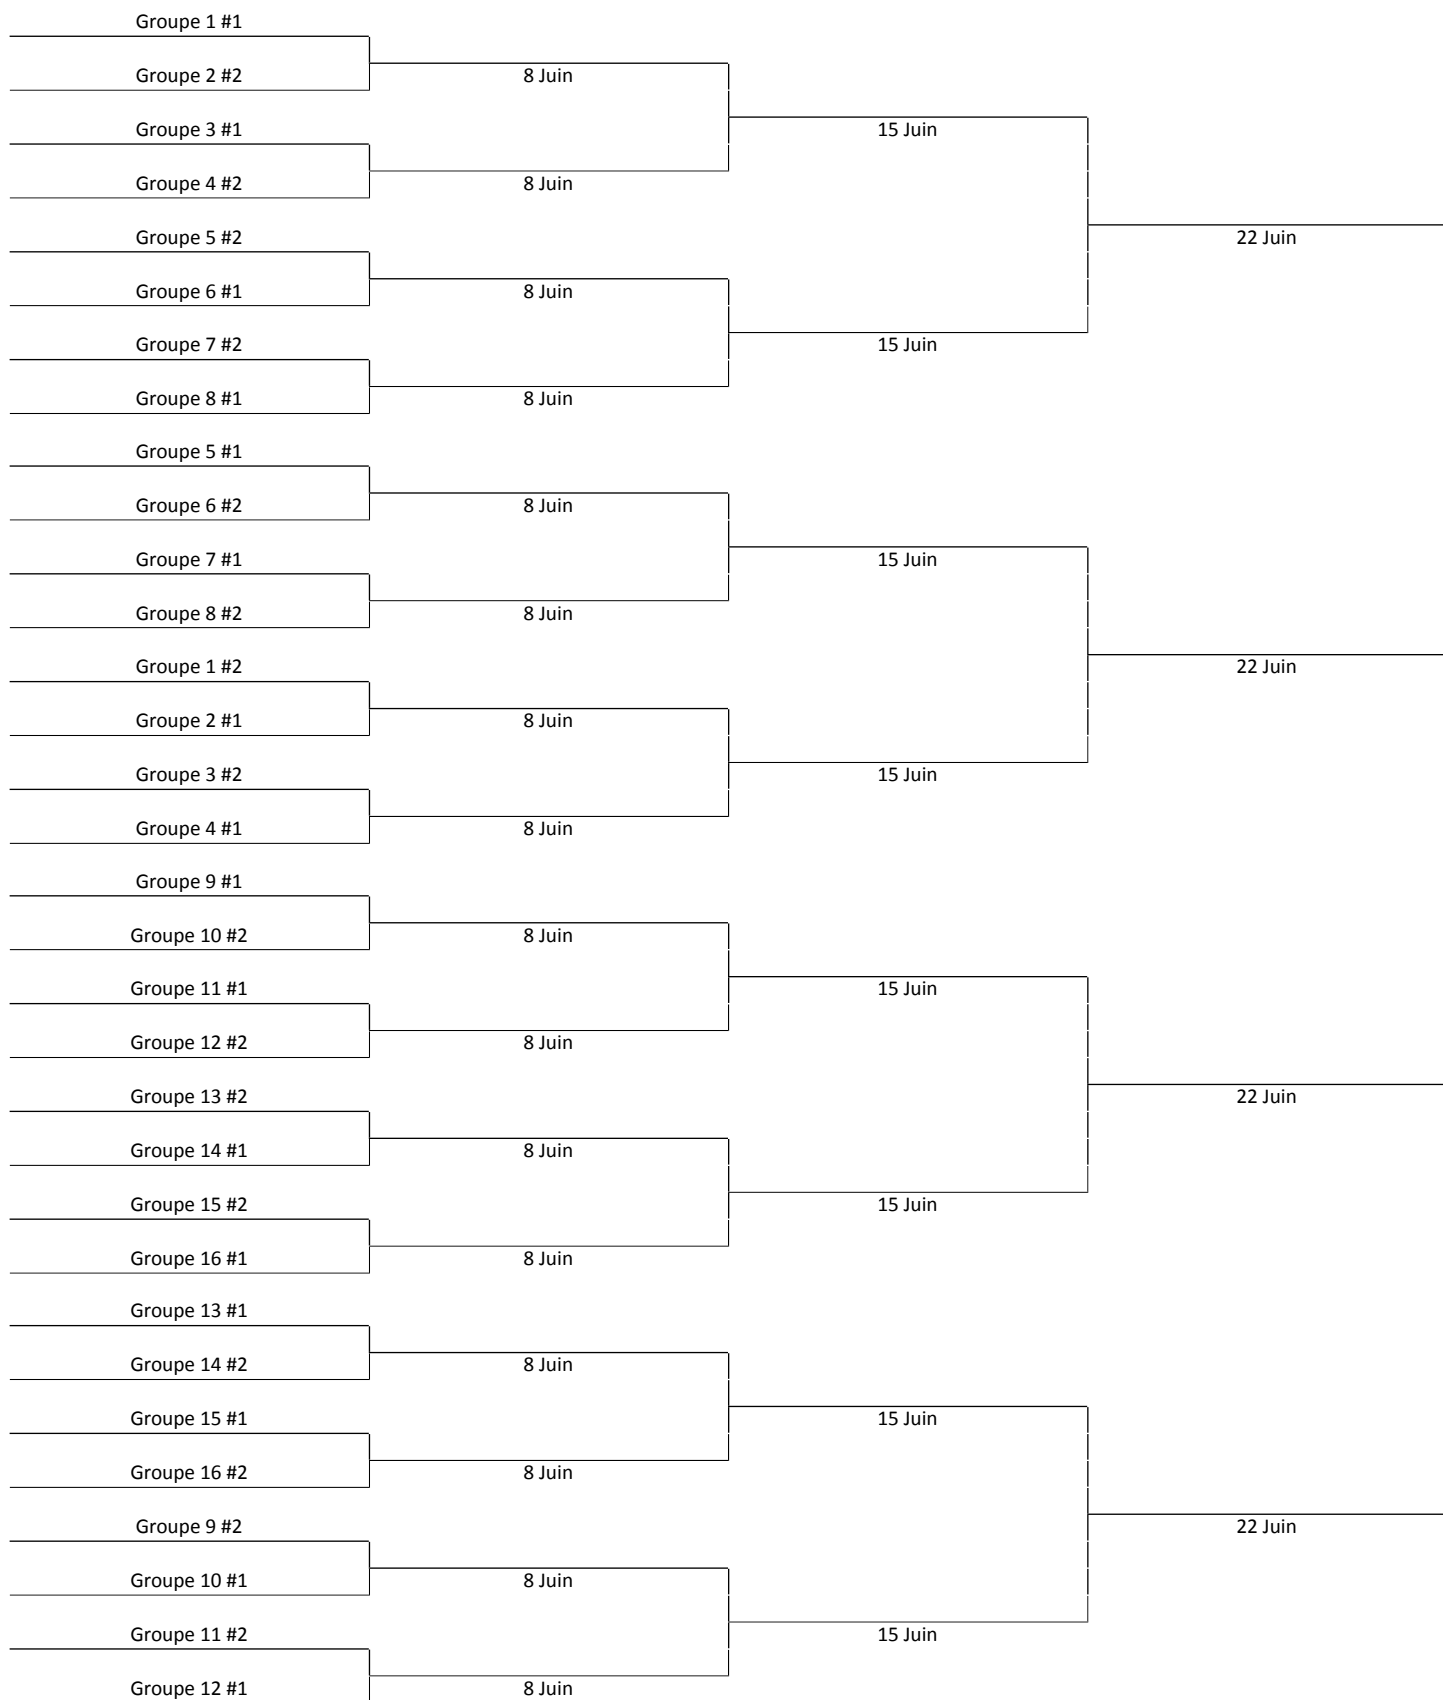 Groupe 1 #1
Groupe 2 #2
8 Juin
Groupe 3 #1
15 Juin
Groupe 4 #2
8 Juin
Groupe 5 #2
22 Juin
Groupe 6 #1
8 Juin
Groupe 7 #2
15 Juin
Groupe 8 #1
8 Juin
Groupe 5 #1
Groupe 6 #2
8 Juin
Groupe 7 #1
15 Juin
Groupe 8 #2
8 Juin
Groupe 1 #2
22 Juin
Groupe 2 #1
8 Juin
Groupe 3 #2
15 Juin
Groupe 4 #1
8 Juin
Groupe 9 #1
Groupe 10 #2
8 Juin
Groupe 11 #1
15 Juin
Groupe 12 #2
8 Juin
Groupe 13 #2
22 Juin
Groupe 14 #1
8 Juin
Groupe 15 #2
15 Juin
Groupe 16 #1
8 Juin
Groupe 13 #1
Groupe 14 #2
8 Juin
Groupe 15 #1
15 Juin
Groupe 16 #2
8 Juin
Groupe 9 #2
22 Juin
Groupe 10 #1
8 Juin
Groupe 11 #2
15 Juin
Groupe 12 #1
8 Juin